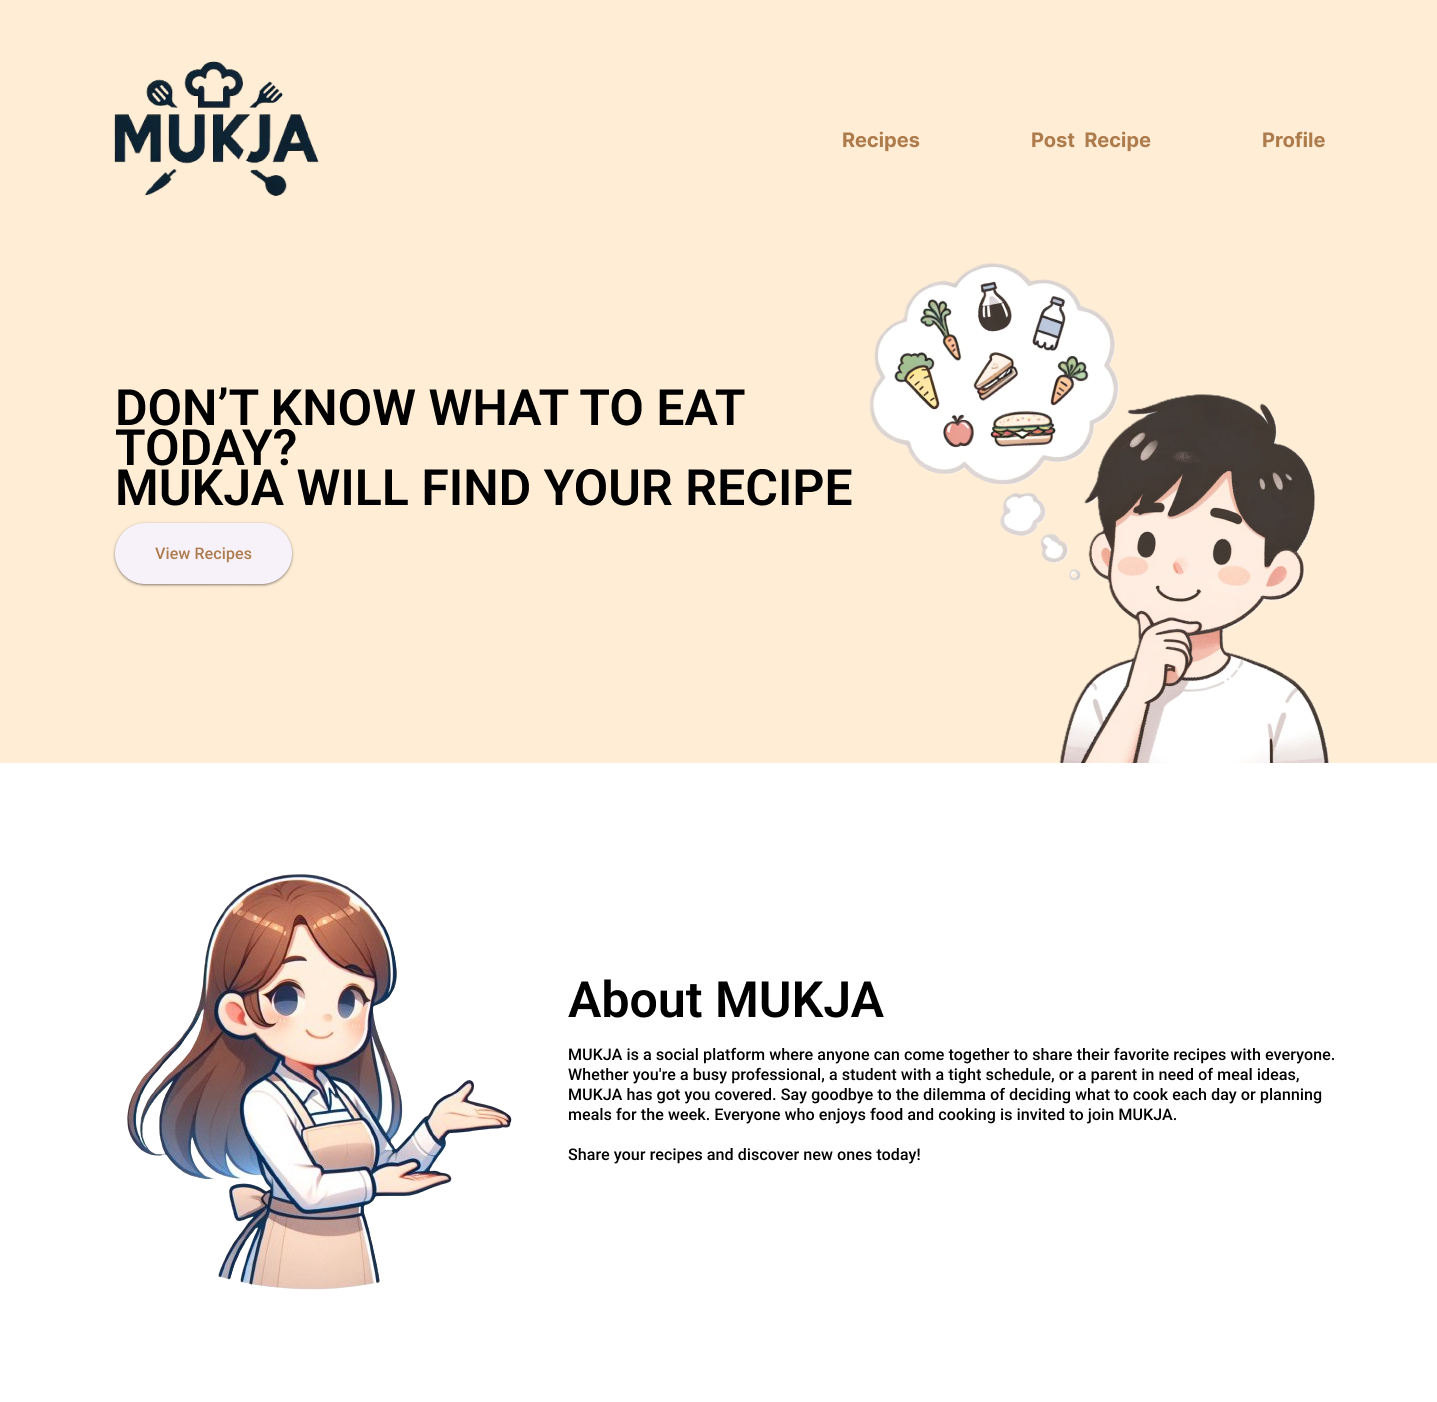 MUKJA
Recipes
Post Recipe
Profile
DON’T KNOW WHAT TO EAT
TODAY?
MUKJA WILL FIND YOUR RECIPE
View Recipes
About MUKJA
MUKJA is a social platform where anyone can come together to share their favorite recipes with everyone.
Whether you're a busy professional, a student with a tight schedule, or a parent in need of meal ideas,
MUKJA has got you covered. Say goodbye to the dilemma of deciding what to cook each day or planning
meals for the week. Everyone who enjoys food and cooking is invited to join MUKJA.
Share your recipes and discover new ones today!